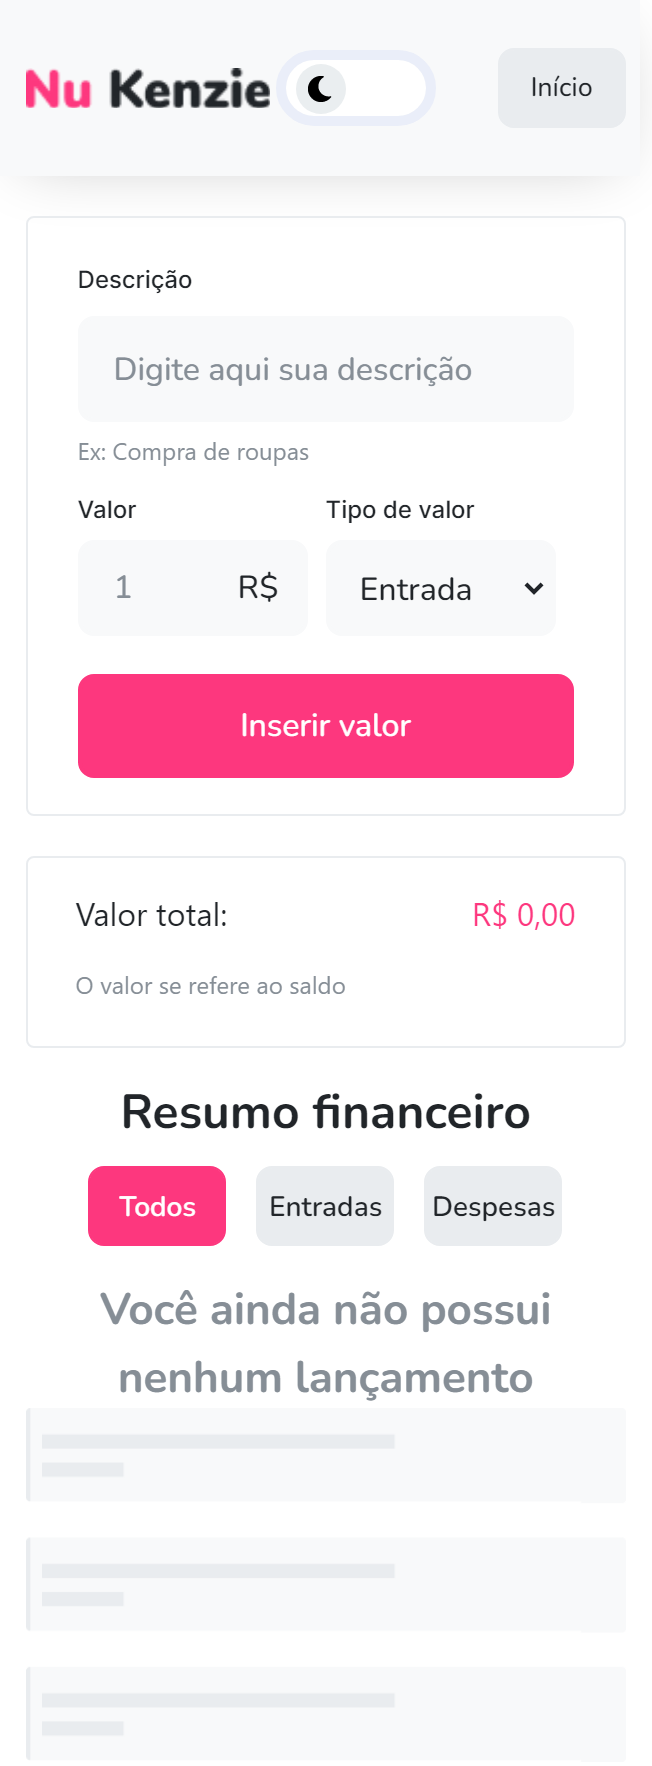 Nu Kenzie
Início
Descrição
Digite aqui sua descrição
Ex: Compra de roupas
Valor
Tipo de valor
1
R$
Entrada
Inserir valor
Valor total:
R$ 0,00
O valor se refere ao saldo
Resumo financeiro
Todos
Entradas
Despesas
Você ainda não possui
nenhum lançamento